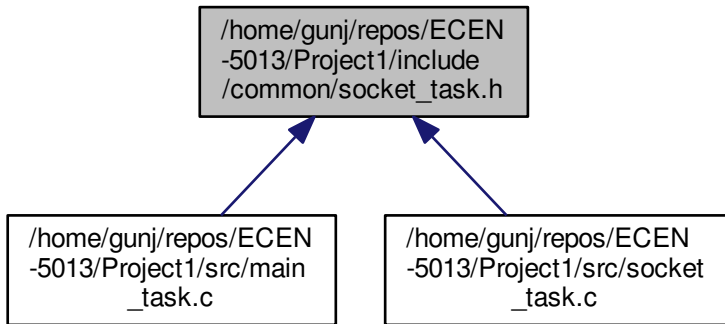 /home/gunj/repos/ECEN
-5013/Project1/include
/common/socket_task.h
/home/gunj/repos/ECEN
-5013/Project1/src/main
_task.c
/home/gunj/repos/ECEN
-5013/Project1/src/socket
_task.c